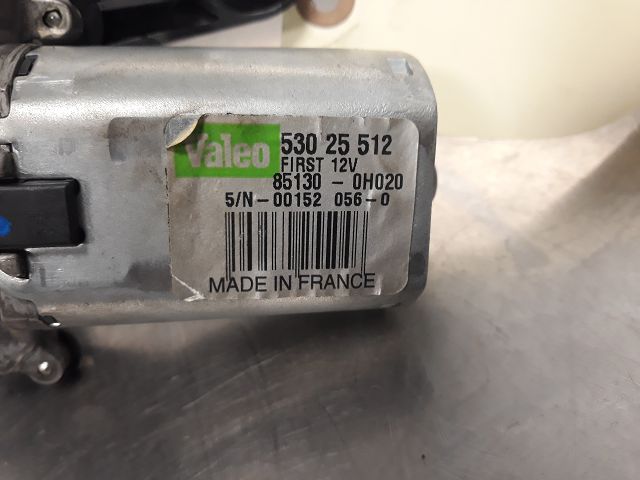 Valeo 530 25 512
FIRST 12V
85130 - 0H020
S/N-00152 056-0
MADE IN FRANCE